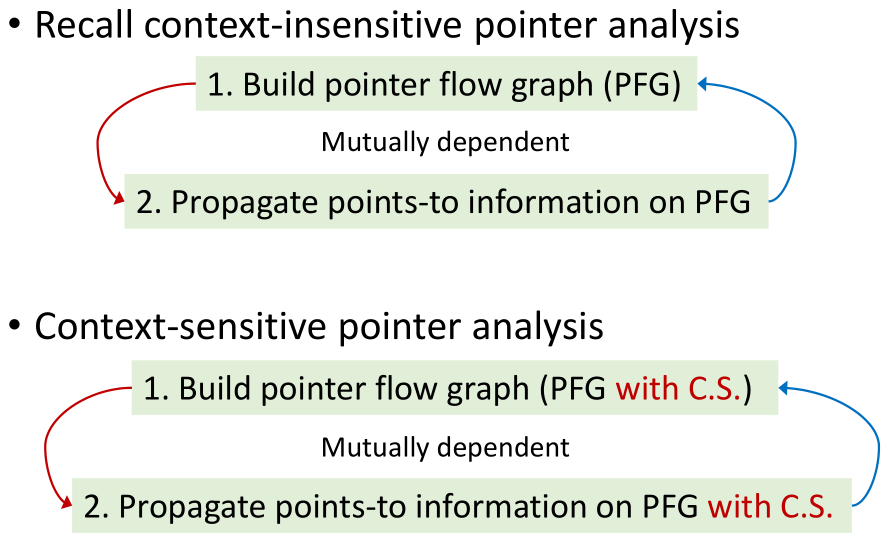 • Recall context-insensitive pointer analysis
1. Build pointer flow graph (PFG)
Mutually dependent
2. Propagate points-to information on PFG
• Context-sensitive pointer analysis
1. Build pointer flow graph (PFG with C.S.)
Mutually dependent
2. Propagate points-to information on PFG with C.S.